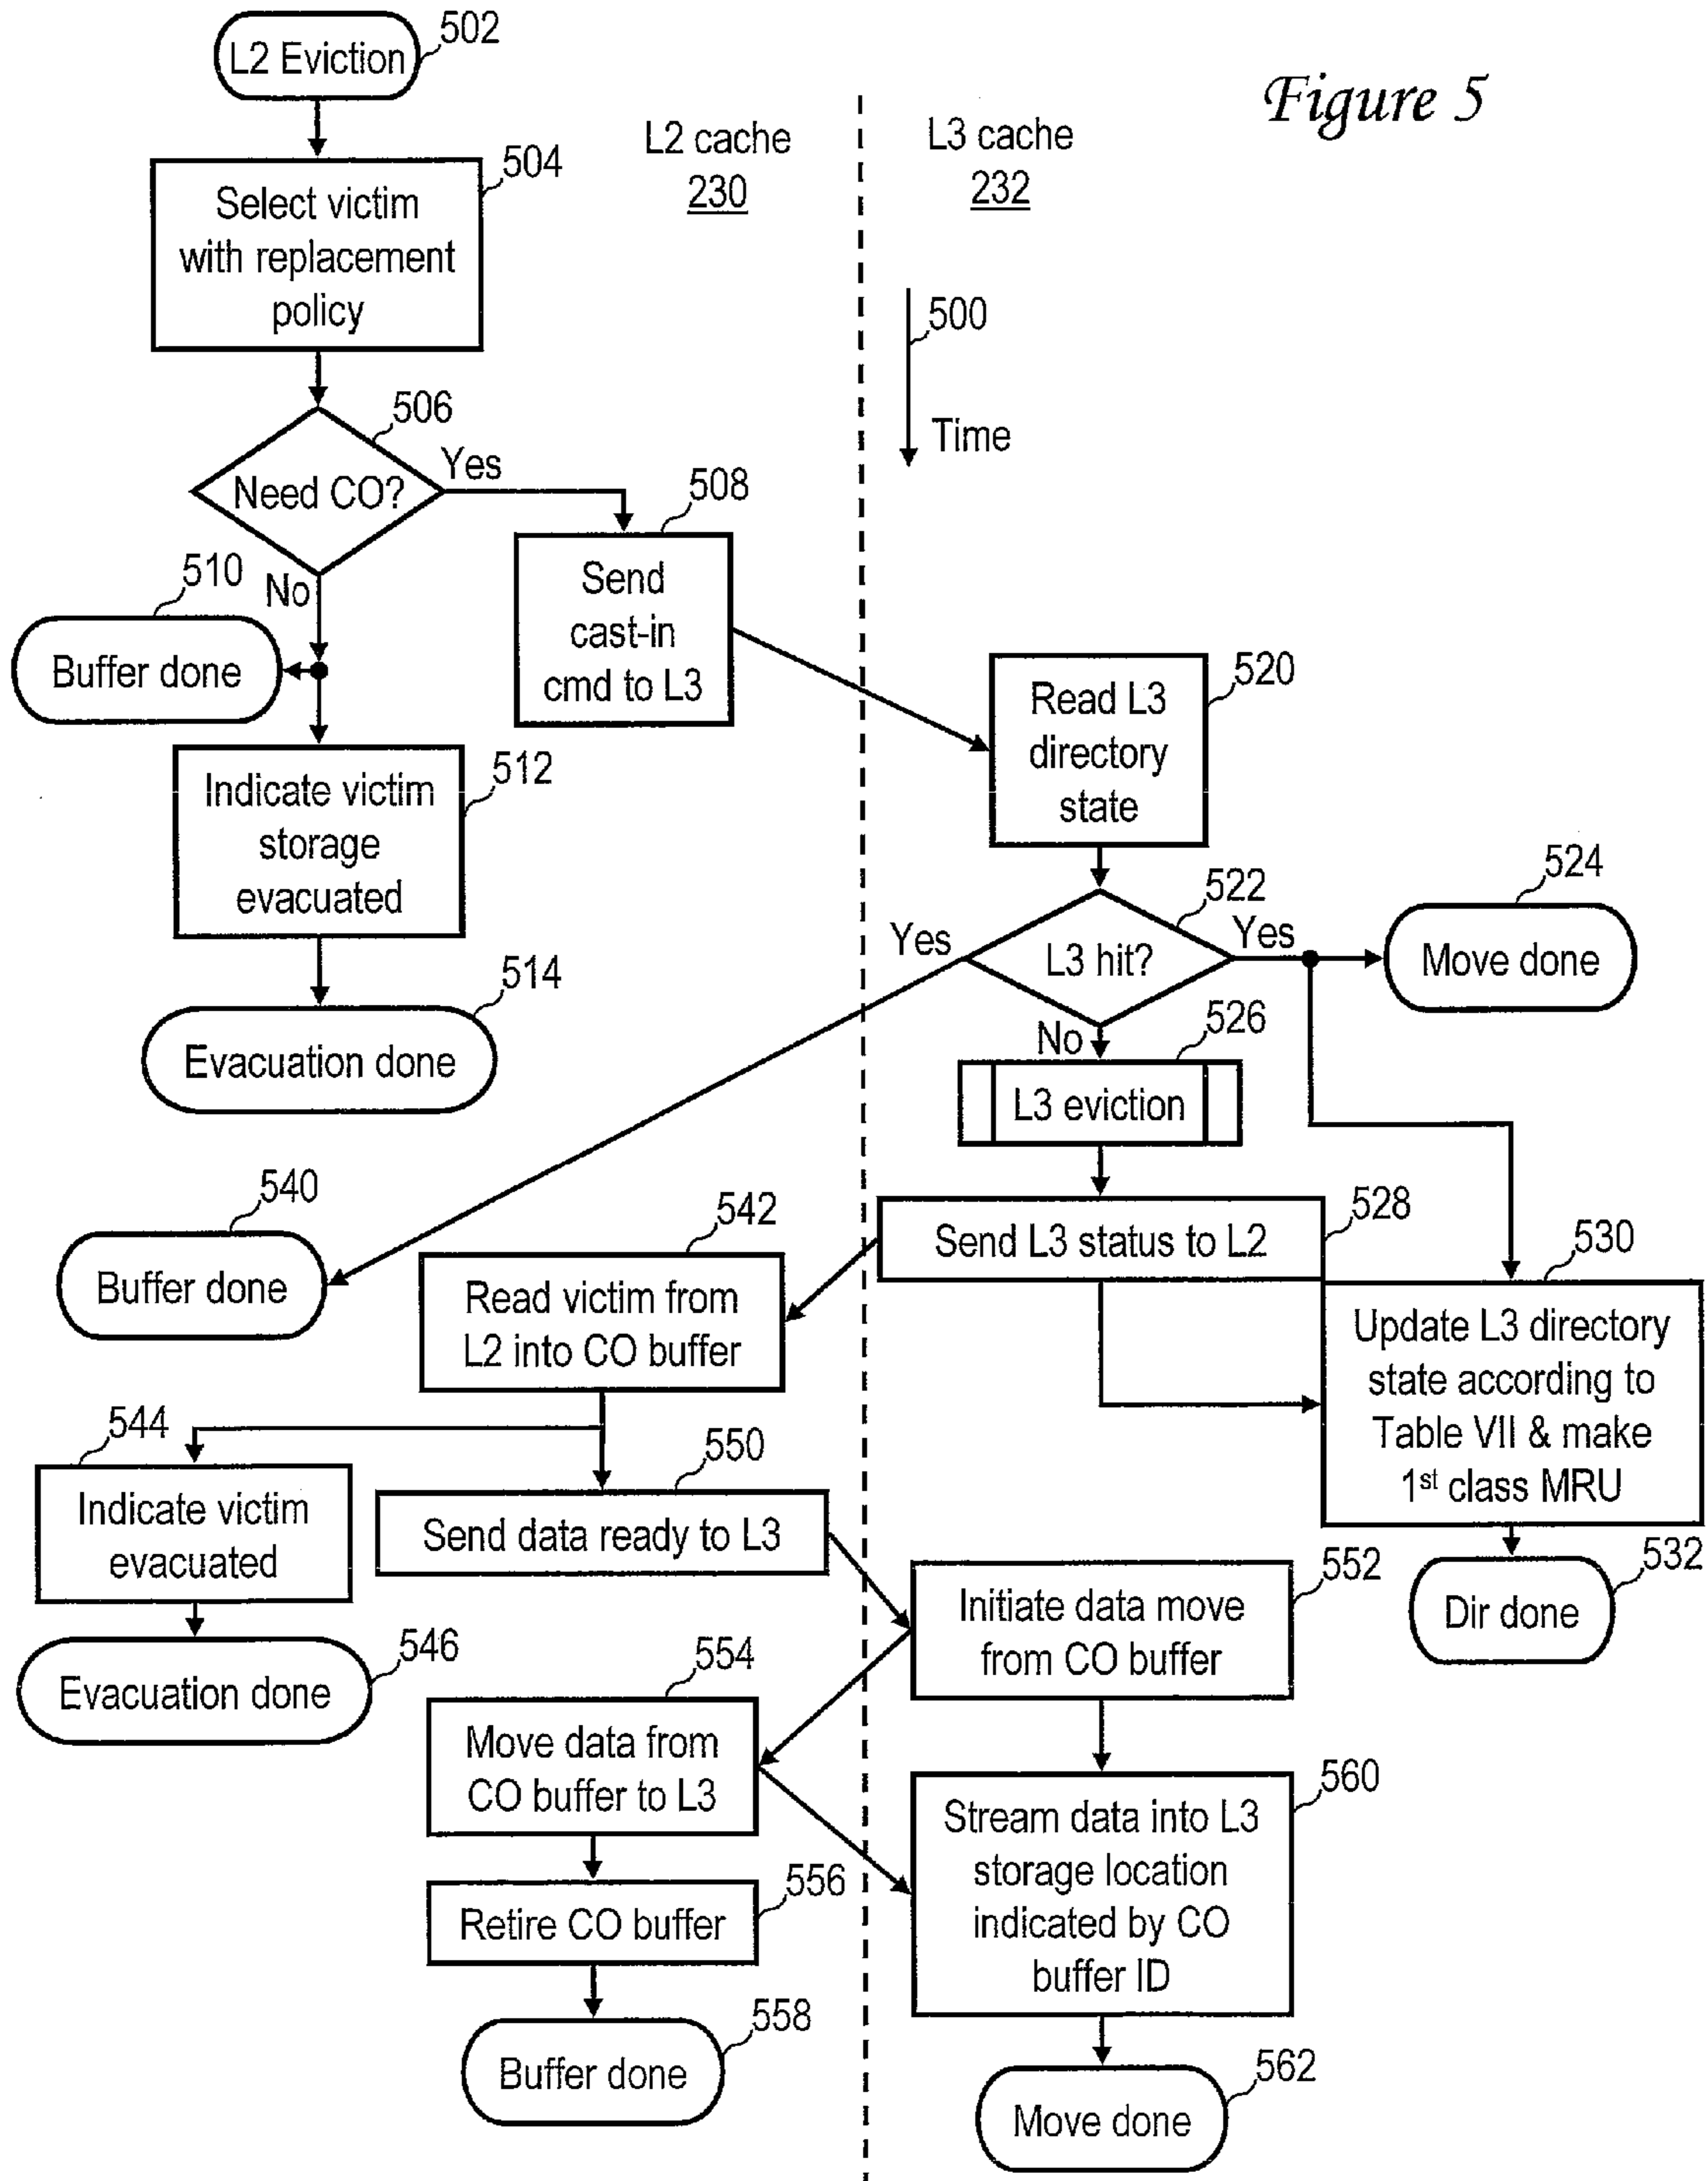 Figure 5
L2 Eviction
502
L2 cache
230
L3 cache
232
504
Select victim
with replacement
policy
500
Time
506
Need CO?
Yes
No
508
Send
cast-in
cmd to L3
510
Buffer done
512
Indicate victim
storage
evacuated
514
Evacuation done
520
Read L3
directory
state
522
L3 hit?
Yes
Yes
No
524
Move done
526
L3 eviction
528
Send L3 status to L2
530
Update L3 directory
state according to
Table VII & make
1st class MRU
532
Dir done
540
Buffer done
542
Read victim from
L2 into CO buffer
544
Indicate victim
evacuated
546
Evacuation done
550
Send data ready to L3
552
Initiate data move
from CO buffer
554
Move data from
CO buffer to L3
556
Retire CO buffer
558
Buffer done
560
Stream data into L3
storage location
indicated by CO
buffer ID
562
Move done